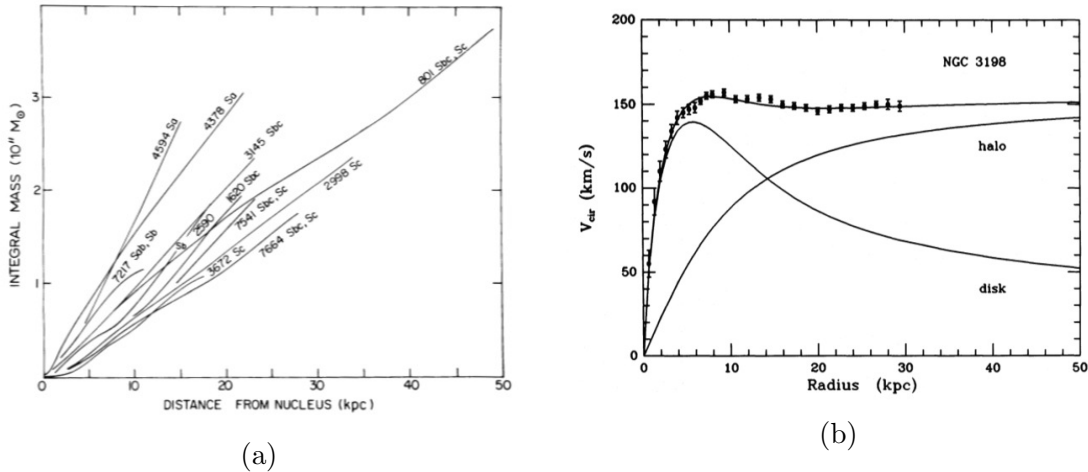 INTEGRAL MASS (10¹¹ M⊙)
3
2
1
0
10
20
30
40
50
DISTANCE FROM NUCLEUS (kpc)
4594 Sa
4378 Sa
801 Sbc, Sc
3145 Sbc
1620 Sbc
2998 Sc
7217 Sab, Sb
2590
Sb
7541 Sbc, Sc
3672 Sc
7664 Sbc, Sc
(a)
V_cir (km/s)
200
150
100
50
0
NGC 3198
halo
disk
0
10
20
30
40
50
Radius (kpc)
(b)